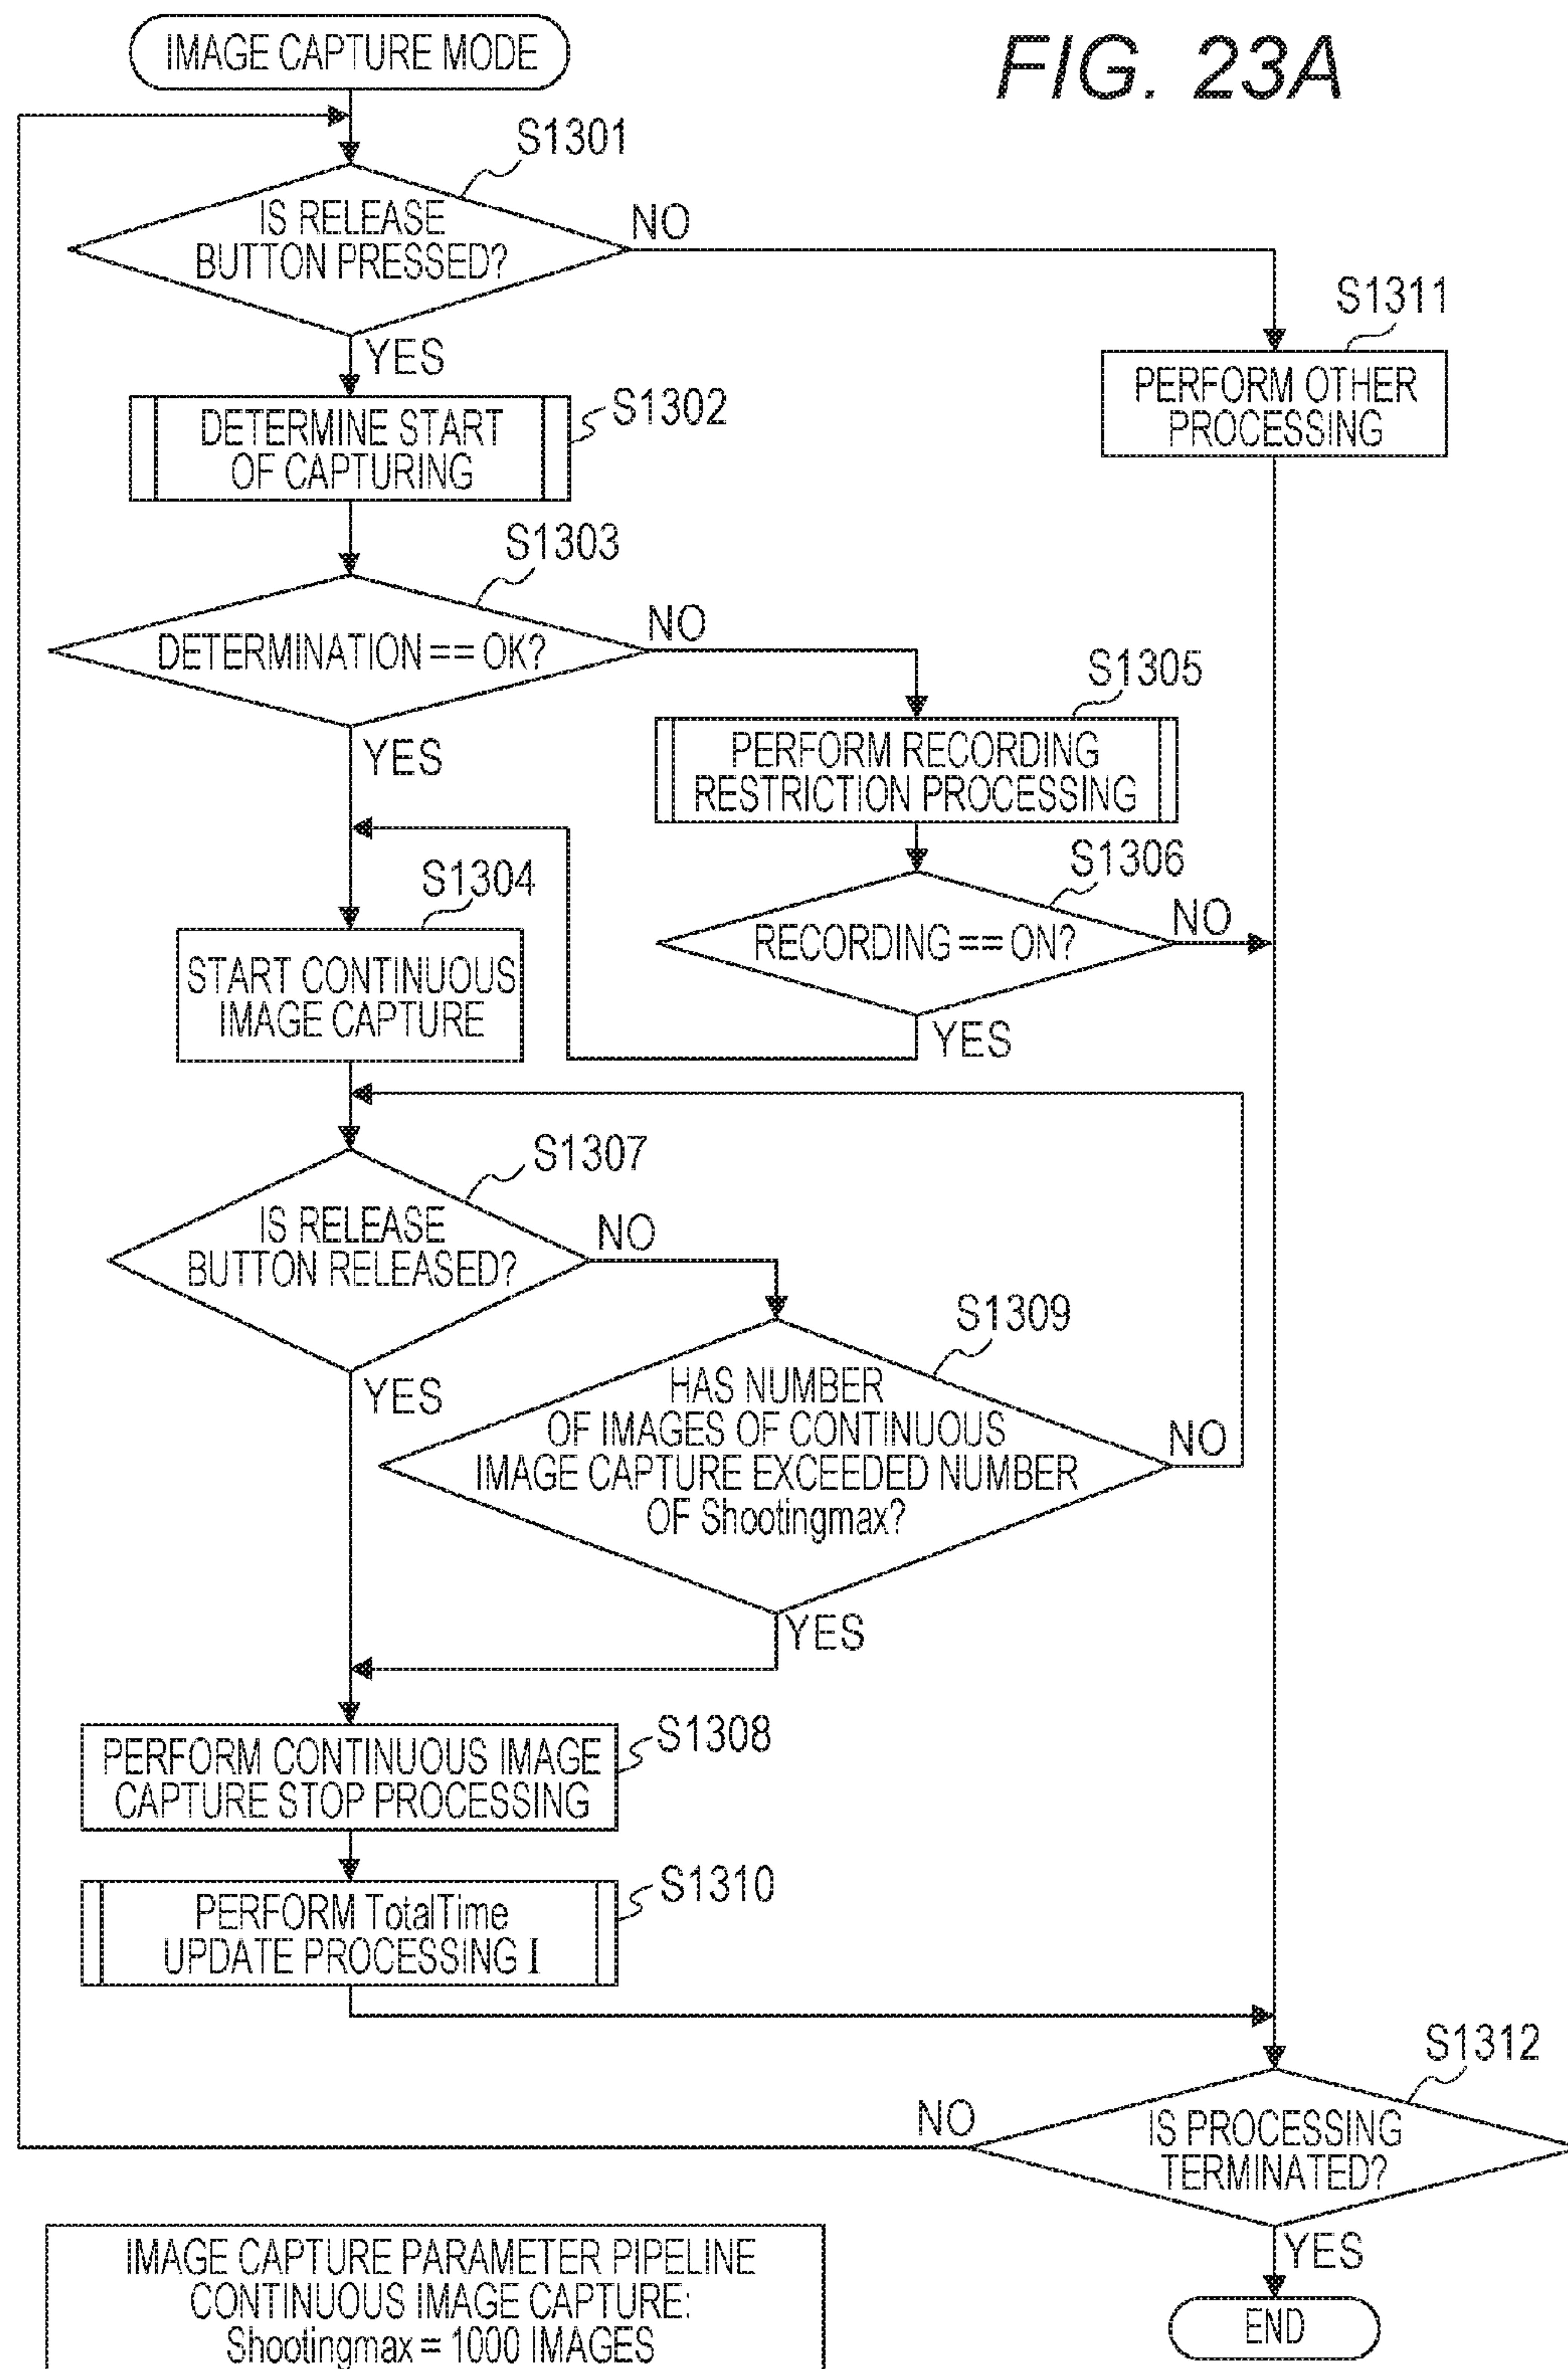 FIG. 23A
IMAGE CAPTURE MODE
S1301
IS RELEASE
BUTTON PRESSED?
NO
YES
S1311
PERFORM OTHER
PROCESSING
S1302
DETERMINE START
OF CAPTURING
S1303
DETERMINATION == OK?
NO
YES
S1305
PERFORM RECORDING
RESTRICTION PROCESSING
S1306
RECORDING == ON?
NO
YES
S1304
START CONTINUOUS
IMAGE CAPTURE
S1307
IS RELEASE
BUTTON RELEASED?
NO
YES
S1309
HAS NUMBER
OF IMAGES OF CONTINUOUS
IMAGE CAPTURE EXCEEDED NUMBER
OF Shootingmax?
NO
YES
S1308
PERFORM CONTINUOUS IMAGE
CAPTURE STOP PROCESSING
S1310
PERFORM TotalTime
UPDATE PROCESSING I
S1312
IS PROCESSING
TERMINATED?
NO
YES
END
IMAGE CAPTURE PARAMETER PIPELINE
CONTINUOUS IMAGE CAPTURE:
Shootingmax = 1000 IMAGES